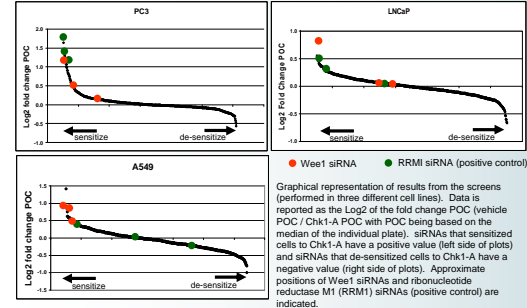 PC3
Log2 fold change POC
2.0
1.5
1.0
0.5
0.0
-0.5
-1.0
sensitize
de-sensitize
LNCaP
Log2 Fold Change POC
1.0
0.5
0.0
-0.5
-1.0
sensitize
de-sensitize
A549
Log2 fold change POC
1.5
1.0
0.5
0.0
-0.5
-1.0
-1.5
sensitize
de-sensitize
Wee1 siRNA RRMI siRNA (positive control)
Graphical representation of results from the screens
(performed in three different cell lines). Data is
reported as the Log2 of the fold change POC (vehicle
POC / Chk1-A POC with POC being based on the
median of the individual plate). siRNAs that sensitized
cells to Chk1-A have a positive value (left side of plots)
and siRNAs that de-sensitized cells to Chk1-A have a
negative value (right side of plots). Approximate
positions of Wee1 siRNAs and ribonucleotide
reductase M1 (RRM1) siRNAs (positive control) are
indicated.